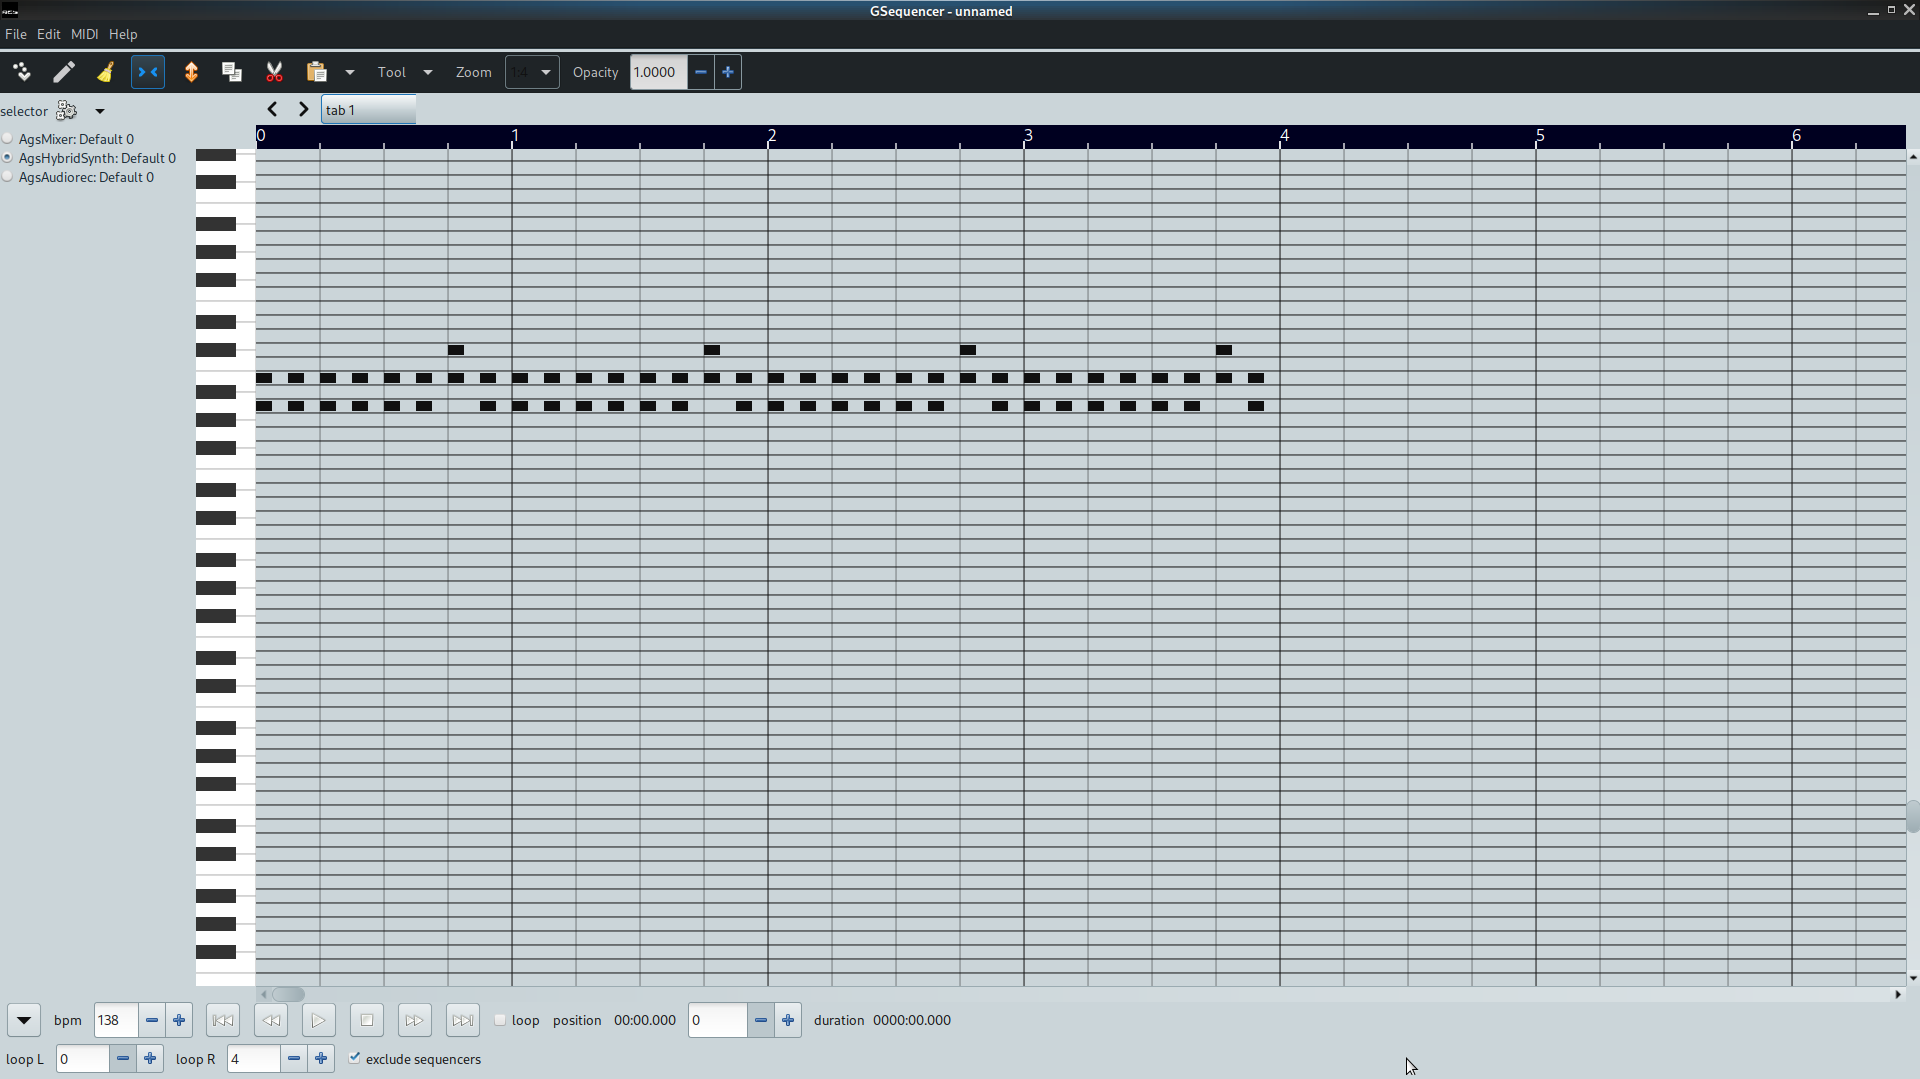 GSequencer - unnamed
File Edit MIDI Help
Tool Zoom 1:4 Opacity 1.0000
selector
tab 1
0 1 2 3 4 5 6
AgsMixer: Default 0
AgsHybridSynth: Default 0
AgsAudiorec: Default 0
bpm 138 loop position 00:00.000 0 duration 0000:00.000
loop L 0 loop R 4 exclude sequencers